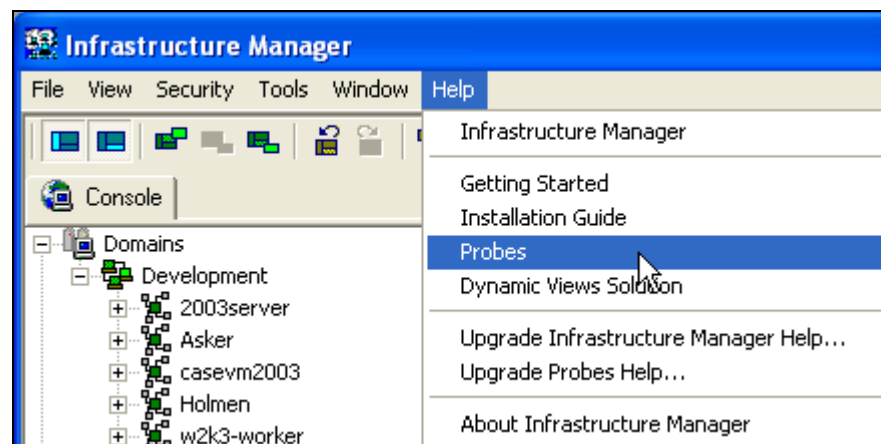 Infrastructure Manager
File View Security Tools Window Help
Infrastructure Manager
Getting Started
Installation Guide
Probes
Dynamic Views Solution
Upgrade Infrastructure Manager Help...
Upgrade Probes Help...
About Infrastructure Manager
Console
Domains
Development
2003server
Asker
casevm2003
Holmen
w2k3-worker